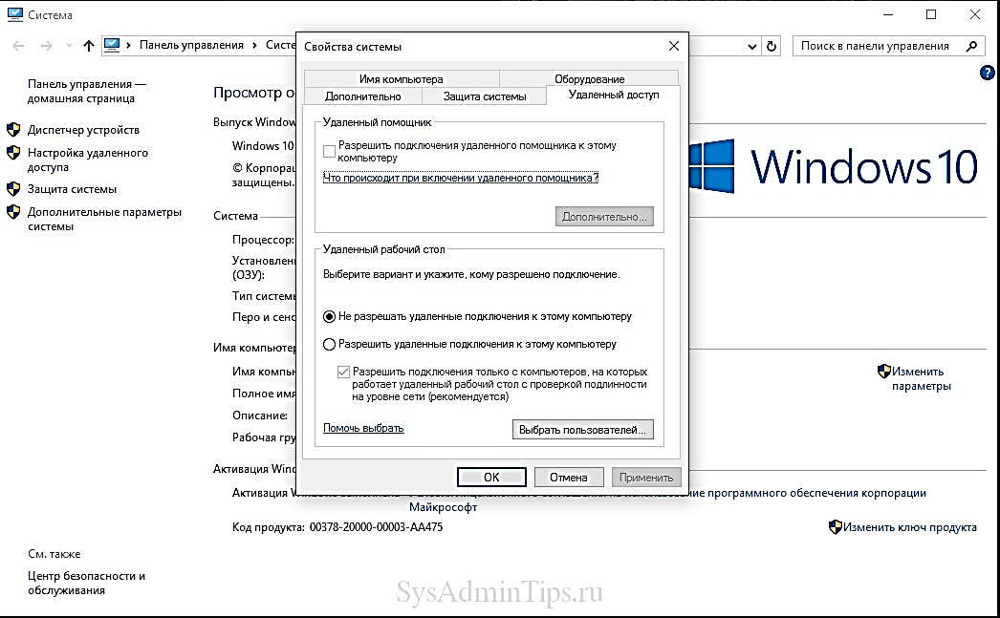 Система
Панель управления
Систе
Поиск в панели управления
Панель управления —
домашняя страница
Диспетчер устройств
Настройка удаленного
доступа
Защита системы
Дополнительные параметры
системы
См. также
Центр безопасности и
обслуживания
Просмотр о
Выпуск Window
Windows 10
© Корпорац
защищены.
Система
Процессор:
Установлен
(ОЗУ):
Тип системы
Перо и сенс
Имя компьютер
Имя компью
Полное имя
Описание:
Рабочая гру
Активация Wind
Активация W
Свойства системы
Имя компьютера
Оборудование
Дополнительно
Защита системы
Удаленный доступ
Удаленный помощник
Разрешить подключения удаленного помощника к этому
компьютеру
Что происходит при включении удаленного помощника?
Дополнительно...
Удаленный рабочий стол
Выберите вариант и укажите, кому разрешено подключение.
Не разрешать удаленные подключения к этому компьютеру
Разрешить удаленные подключения к этому компьютеру
Разрешить подключения только с компьютеров, на которых
работает удаленный рабочий стол с проверкой подлинности
на уровне сети (рекомендуется)
Помочь выбрать
Выбрать пользователей...
OK
Отмена
Применить
?
Windows 10
Изменить
параметры
ние программного обеспечения корпорации
Майкрософт
Код продукта: 00378-20000-00003-AA475
Изменить ключ продукта
SysAdminTips.ru